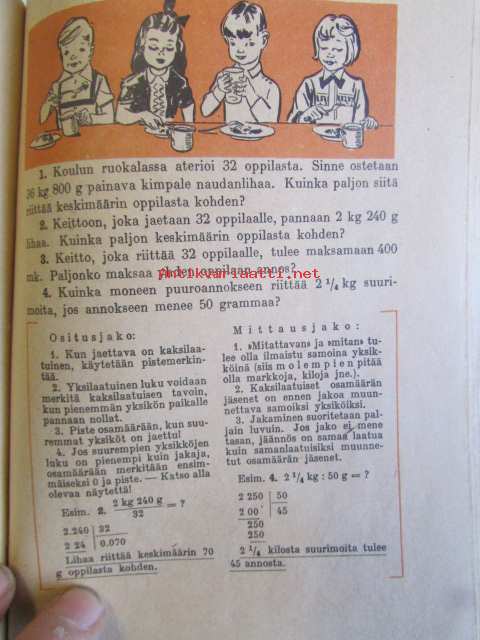 1. Koulun ruokalassa aterioi 32 oppilasta. Sinne ostetaan
36 kg 800 g painava kimpale naudanlihaa. Kuinka paljon siitä
riittää keskimäärin oppilasta kohden?
2. Keittoon, joka jaetaan 32 oppilaalle, pannaan 2 kg 240 g
lihaa. Kuinka paljon keskimäärin oppilasta kohden?
3. Keitto, joka riittää 32 oppilaalle, tulee maksamaan 400
mk. Paljonko maksaa yhden oppilaan annos?
Antikvariaatti.net
4. Kuinka moneen puuroannokseen riittää 2 1/4 kg suuri-
moita, jos annokseen menee 50 grammaa?
Ositusjako:
1. Kun jaettava on kaksilaa-
tuinen, käytetään pistemerkin-
tää.
2. Yksilaatuinen luku voidaan
merkitä kaksilaatuisen tavoin,
kun pienemmän yksikön paikalle
pannaan nollat.
3. Piste osamäärään, kun suu-
remmat yksiköt on jaettu!
4. Jos suurempien yksikköjen
luku on pienempi kuin jakaja,
osamäärään merkitään ensim-
mäiseksi 0 ja piste. — Katso alla
olevaa näytettä!
Esim. 2. 2 kg 240 g / 32 = ?
2.240 | 32
2 24 | 0.070
Lihaa riittää keskimäärin 70
g oppilasta kohden.
Mittausjako:
1. »Mitattavan» ja »mitan» tu-
lee olla ilmaistu samoina yksik-
köinä (siis molempien pitää
olla markkoja, kiloja jne.).
2. Kaksilaatuiset osamäärän
jäsenet on ennen jakoa muun-
nettava samoiksi yksiköiksi.
3. Jakaminen suoritetaan pal-
jain luvuin. Jos jako ei mene
tasan, jäännös on samaa laatua
kuin samanlaatuisiksi muunne-
tut osamäärän jäsenet.
Esim. 4. 2 1/4 kg : 50 g = ?
2 250 | 50
2 00 | 45
250
250
2 1/4 kilosta suurimoita tulee
45 annosta.